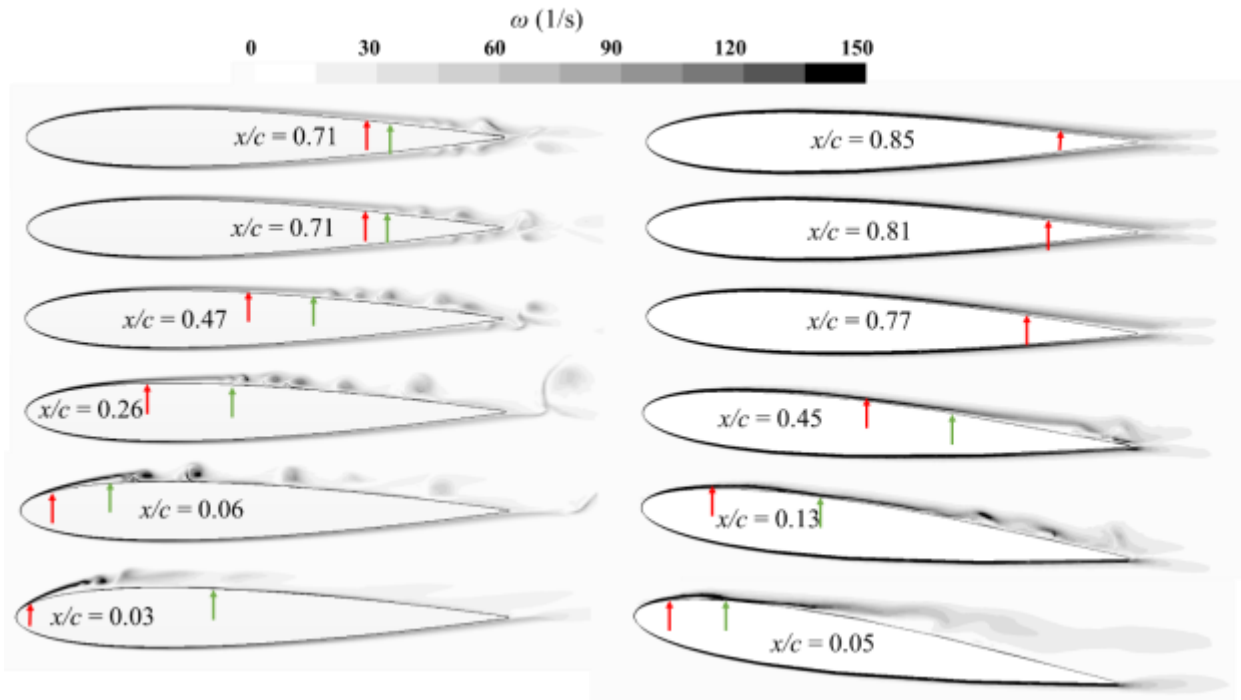 ω (1/s)
0 30 60 90 120 150
x/c = 0.71
x/c = 0.85
x/c = 0.71
x/c = 0.81
x/c = 0.47
x/c = 0.77
x/c = 0.26
x/c = 0.45
x/c = 0.06
x/c = 0.13
x/c = 0.03
x/c = 0.05